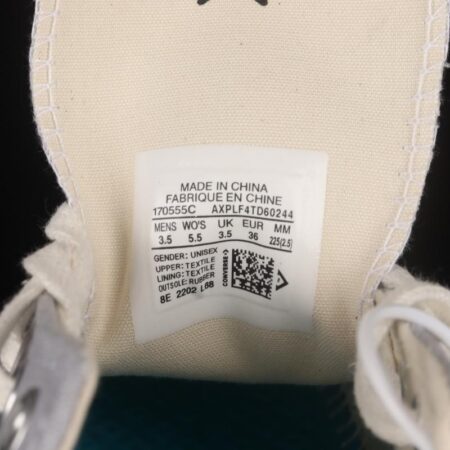 MADE IN CHINA
FABRIQUE EN CHINE
170555C AXPLF4TD60244
MENS WO'S UK EUR MM
3.5 5.5 3.5 36 225(2.5)
GENDER: UNISEX
UPPER: TEXTILE
LINING: TEXTILE
OUTSOLE: RUBBER
8E 2202 L68
CONVERSE